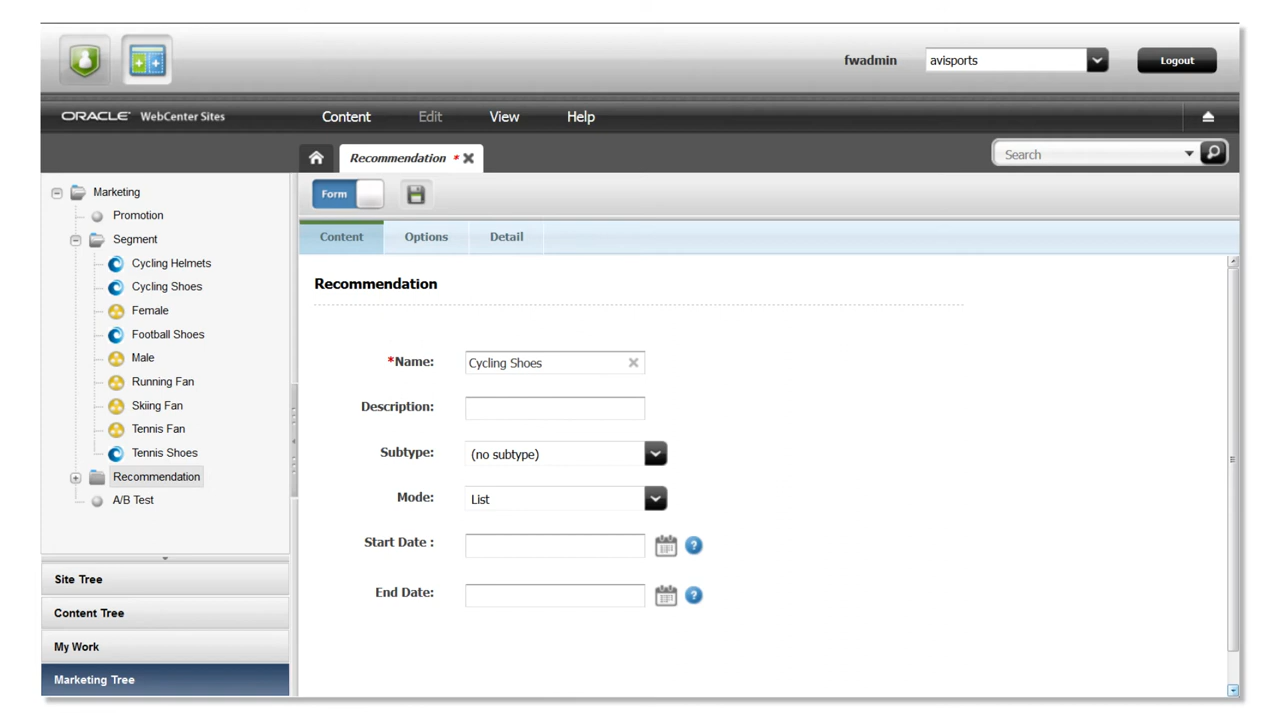 fwadmin avisports Logout
ORACLE WebCenter Sites Content Edit View Help
Recommendation * Search
Form
Content Options Detail
Marketing
Promotion
Segment
Cycling Helmets
Cycling Shoes
Female
Football Shoes
Male
Running Fan
Skiing Fan
Tennis Fan
Tennis Shoes
Recommendation
A/B Test
Site Tree
Content Tree
My Work
Marketing Tree
Recommendation
*Name: Cycling Shoes
Description:
Subtype: (no subtype)
Mode: List
Start Date :
End Date: